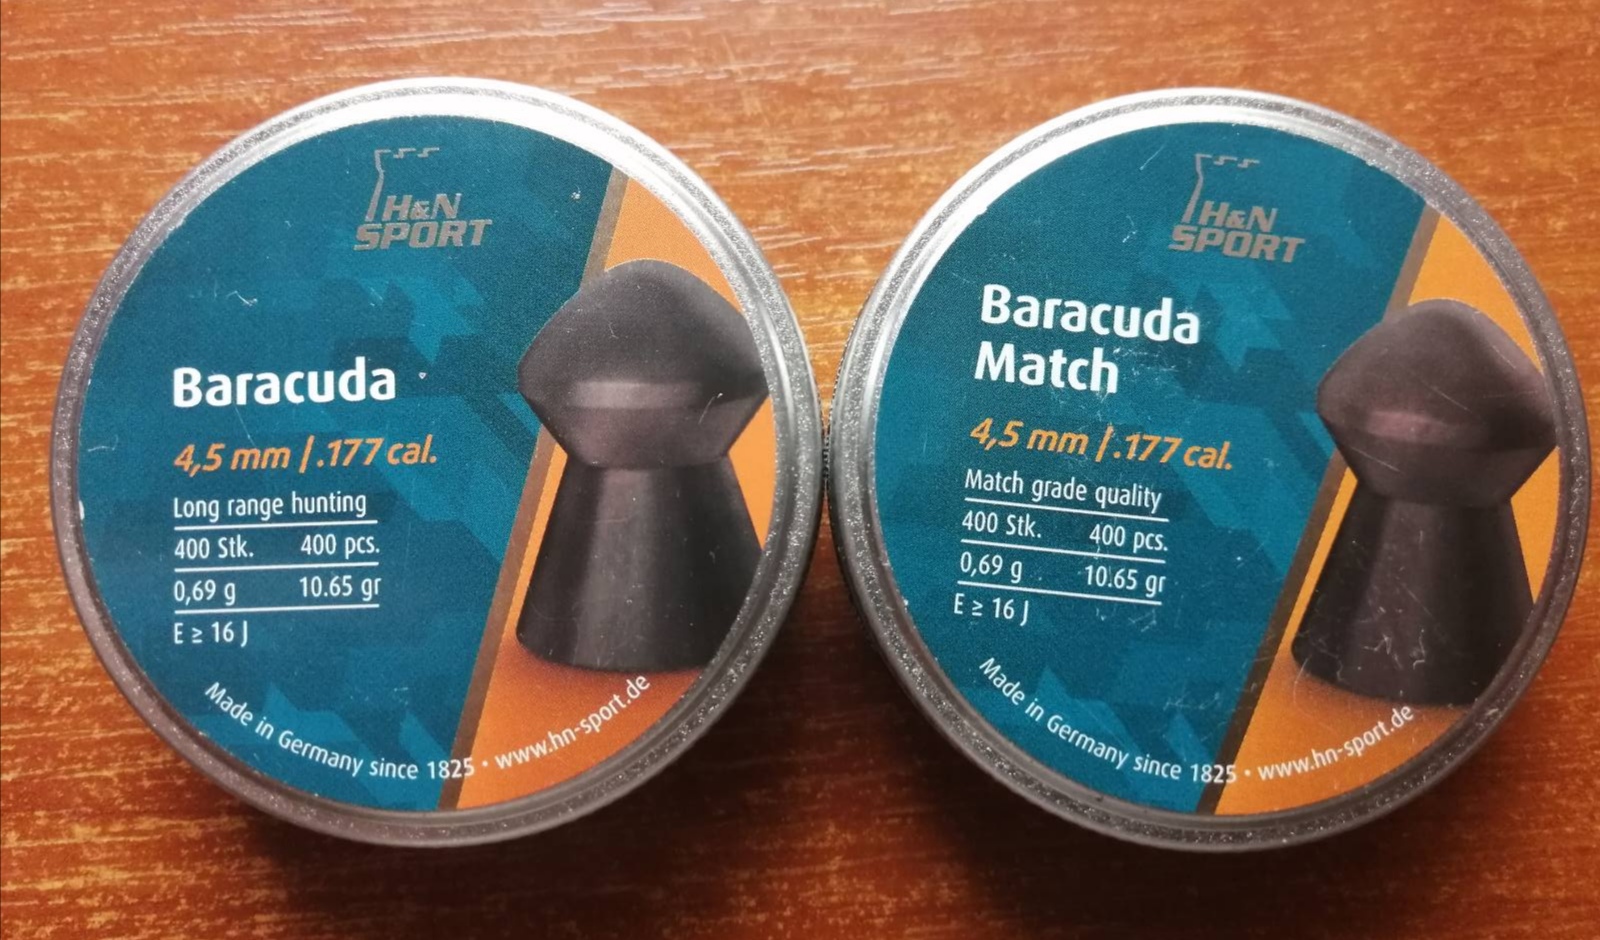 H&N
SPORT
Baracuda
4,5 mm / .177 cal.
Long range hunting
400 Stk. 400 pcs.
0,69 g 10.65 gr
E ≥ 16 J
Made in Germany since 1825 • www.hn-sport.de
H&N
SPORT
Baracuda
Match
4,5 mm / .177 cal.
Match grade quality
400 Stk. 400 pcs.
0,69 g 10.65 gr
E ≥ 16 J
Made in Germany since 1825 • www.hn-sport.de